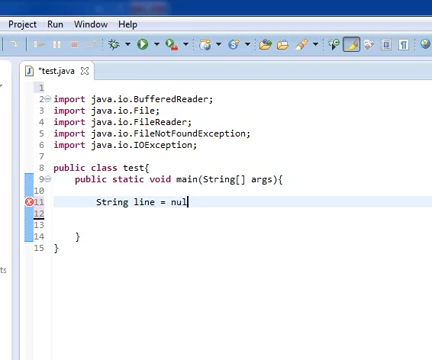 Project Run Window Help
*test.java
1
2 import java.io.BufferedReader;
3 import java.io.File;
4 import java.io.FileReader;
5 import java.io.FileNotFoundException;
6 import java.io.IOException;
7
8 public class test{
9 public static void main(String[] args){
10
11 String line = nul
12
13
14 }
15 }
ts